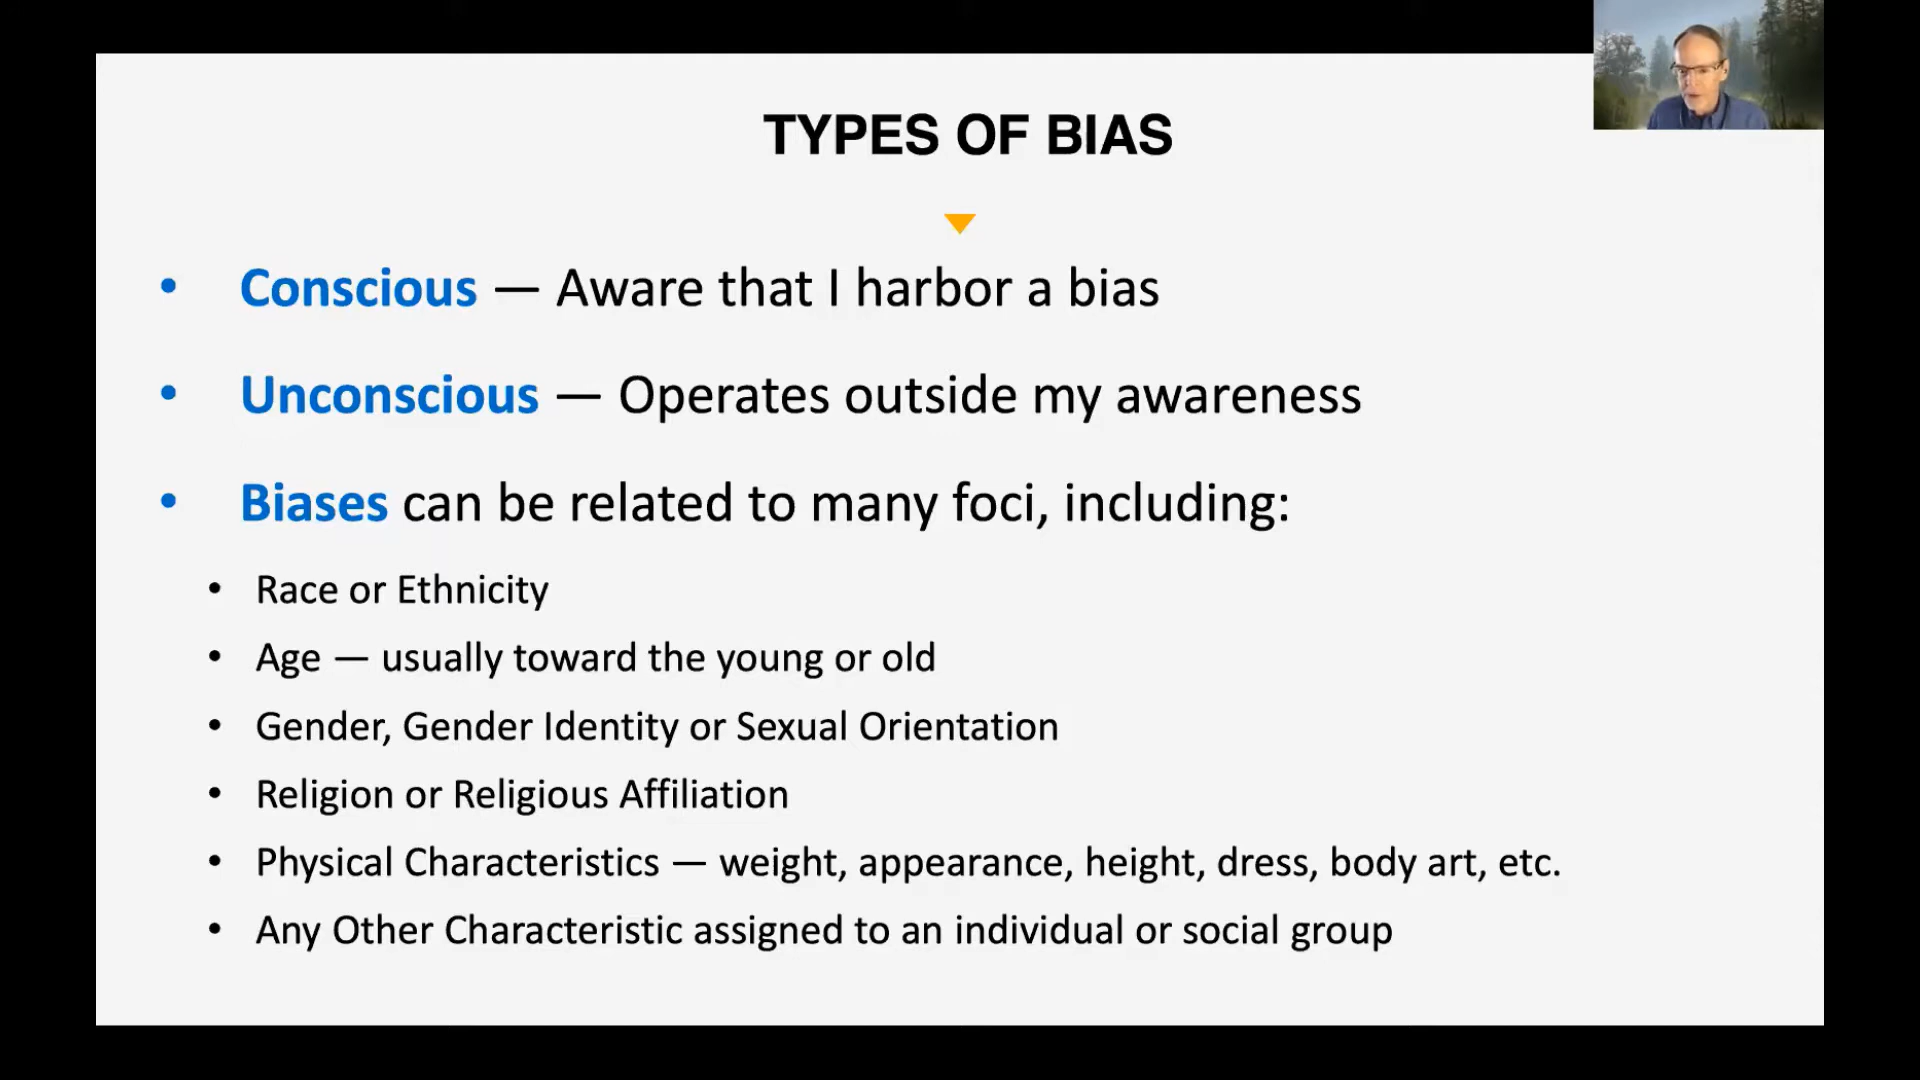 TYPES OF BIAS
• Conscious — Aware that I harbor a bias
• Unconscious — Operates outside my awareness
• Biases can be related to many foci, including:
• Race or Ethnicity
• Age — usually toward the young or old
• Gender, Gender Identity or Sexual Orientation
• Religion or Religious Affiliation
• Physical Characteristics — weight, appearance, height, dress, body art, etc.
• Any Other Characteristic assigned to an individual or social group